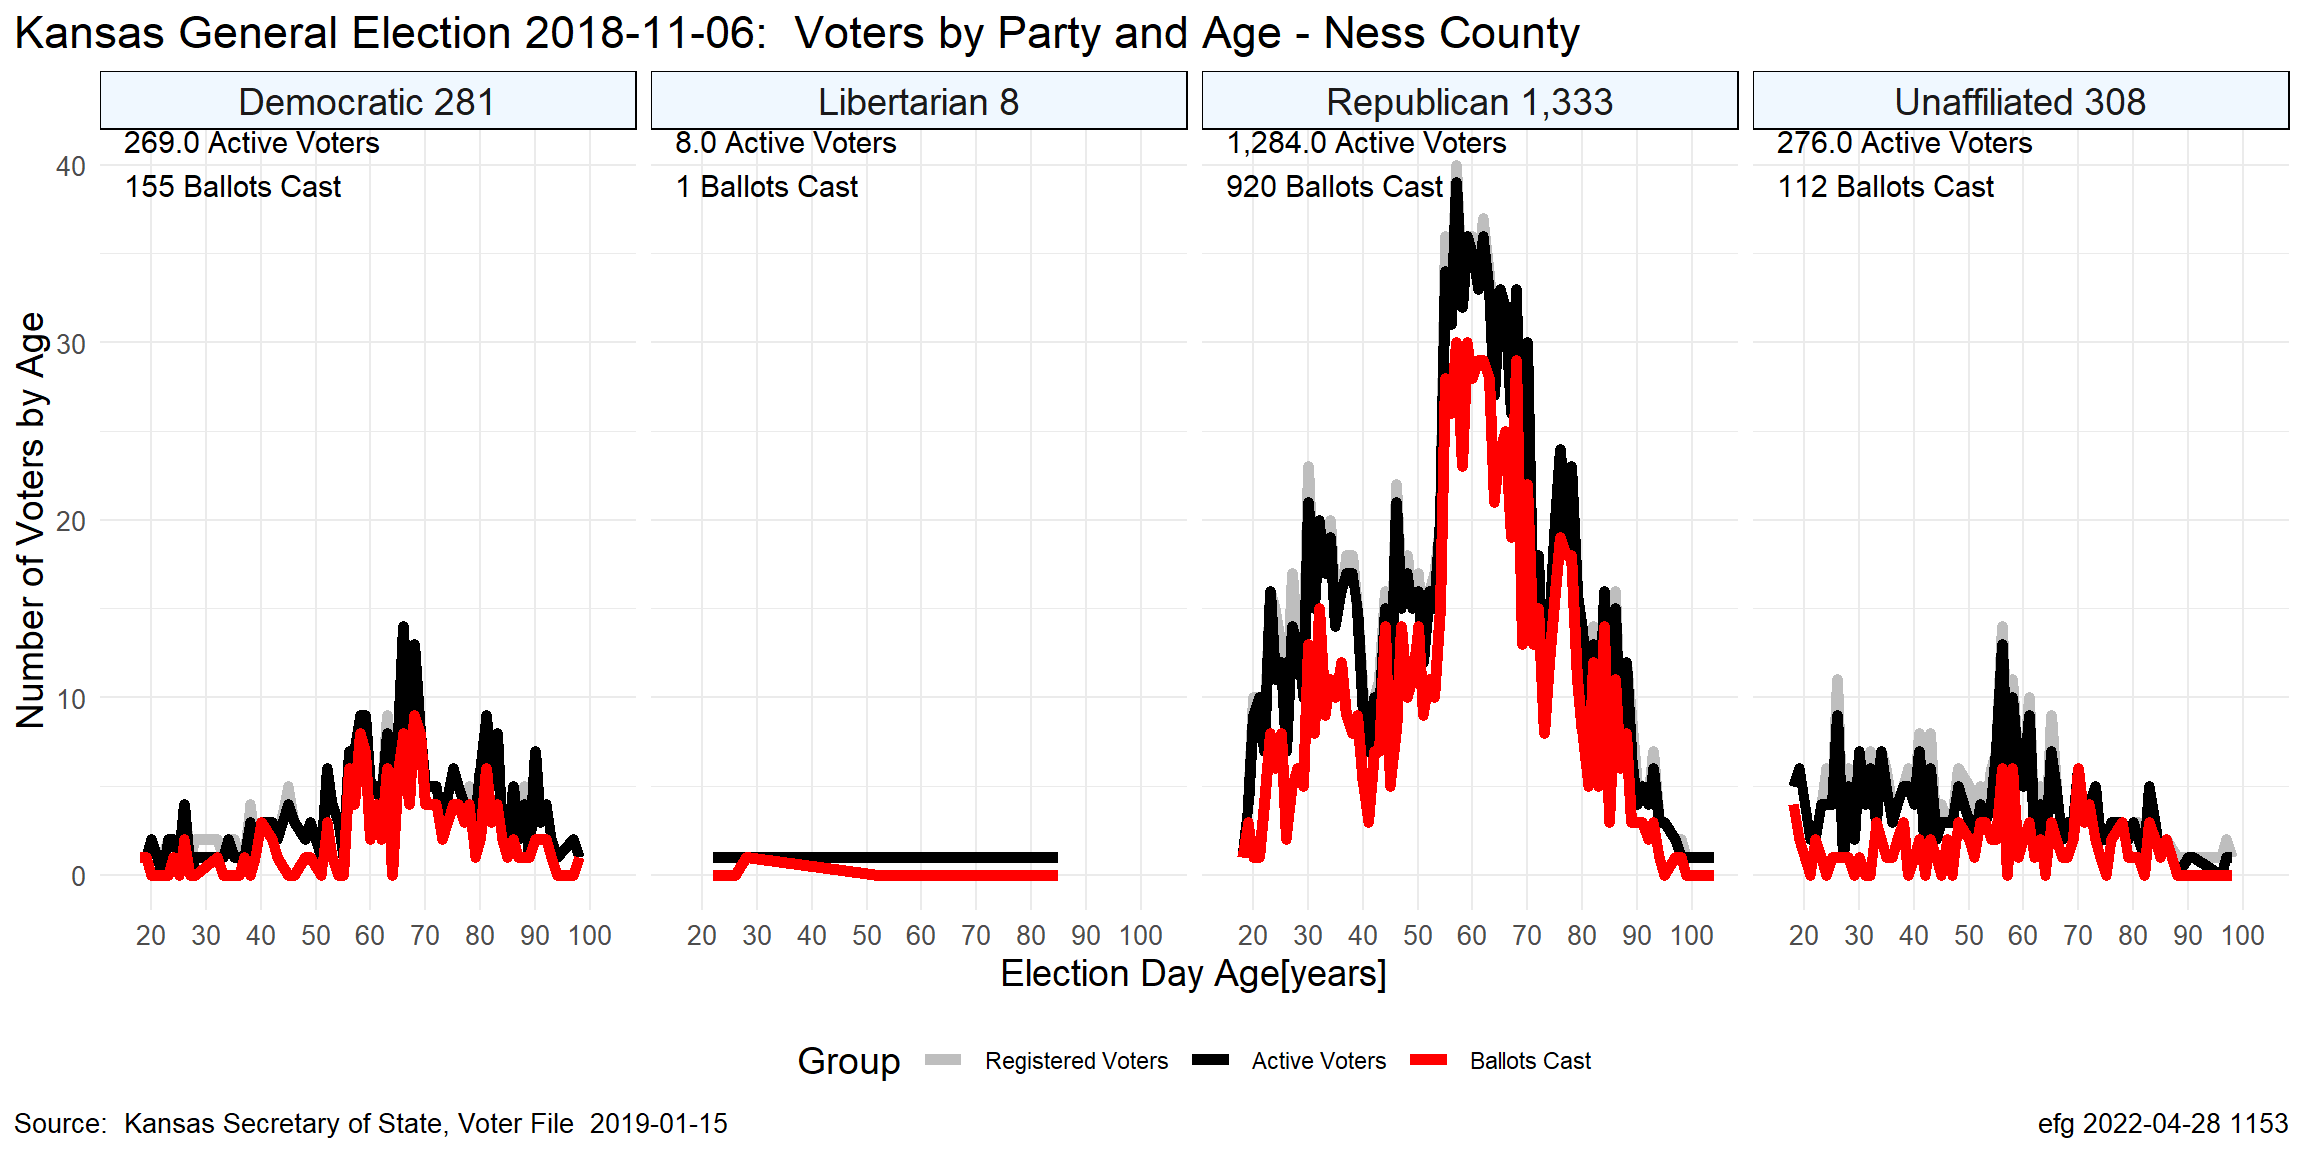 Kansas General Election 2018-11-06:  Voters by Party and Age - Ness County
Democratic 281
Libertarian 8
Republican 1,333
Unaffiliated 308
269.0 Active Voters
155 Ballots Cast
8.0 Active Voters
1 Ballots Cast
1,284.0 Active Voters
920 Ballots Cast
276.0 Active Voters
112 Ballots Cast
Number of Voters by Age
40
30
20
10
0
20 30 40 50 60 70 80 90 100
20 30 40 50 60 70 80 90 100
20 30 40 50 60 70 80 90 100
20 30 40 50 60 70 80 90 100
Election Day Age[years]
Group Registered Voters Active Voters Ballots Cast
Source:  Kansas Secretary of State, Voter File  2019-01-15
efg 2022-04-28 1153